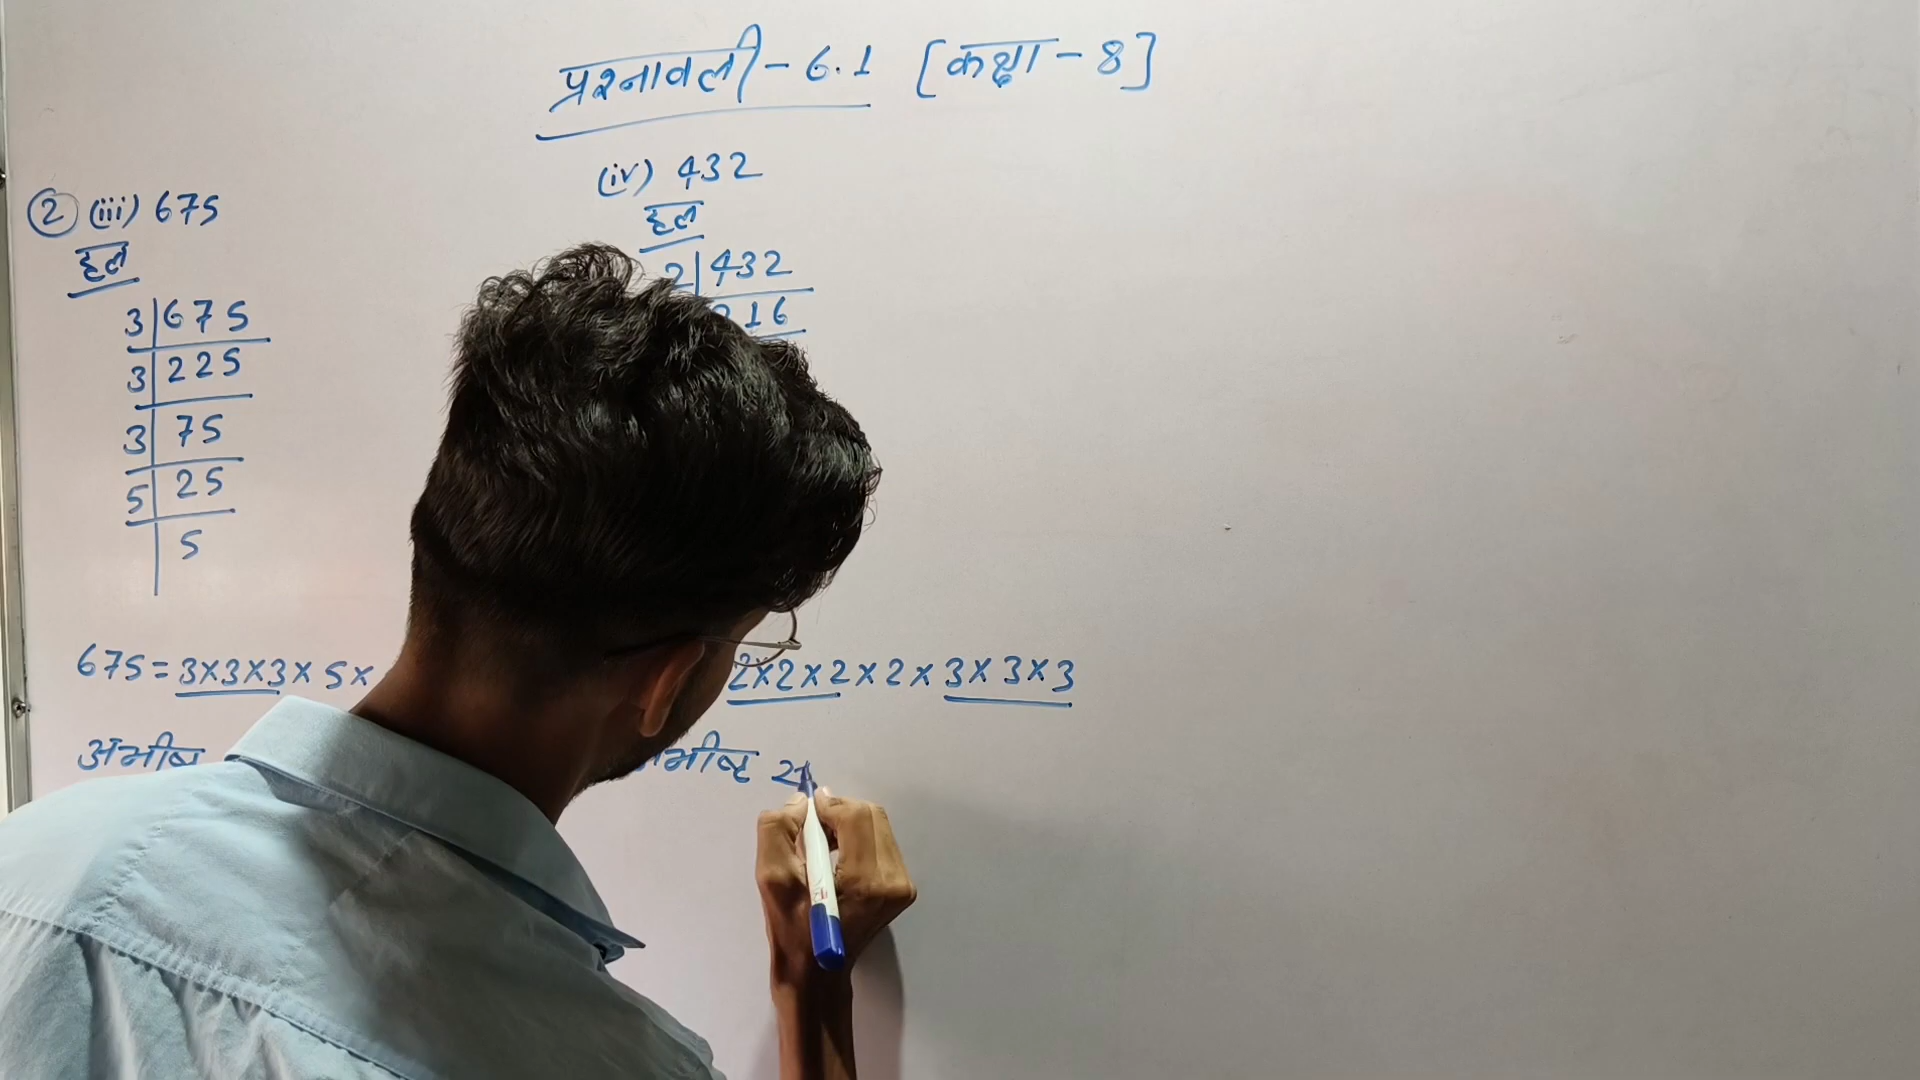 प्रश्नावली - 6.1 [कक्षा - 8]
② (iii) 675
हल
3 | 675
3 | 225
3 | 75
5 | 25
5
675 = 3×3×3×5×
अभीष्ट
(iv) 432
हल
2 | 432
16
2×2×2×2×3×3×3
भीष्ट